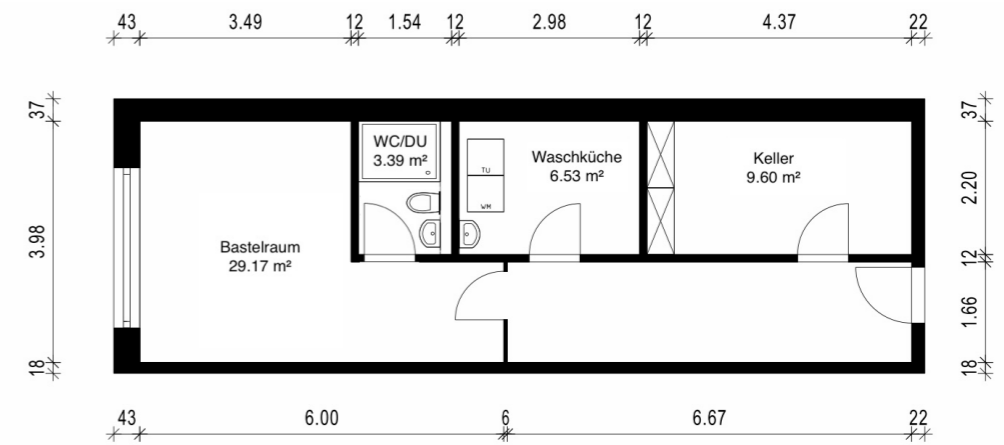 43 3.49 12 1.54 12 2.98 12 4.37 22
37
3.98
18
37
2.20
12
1.66
18
WC/DU
3.39 m²
Waschküche
6.53 m²
Keller
9.60 m²
TU
WM
Bastelraum
29.17 m²
43 6.00 6 6.67 22